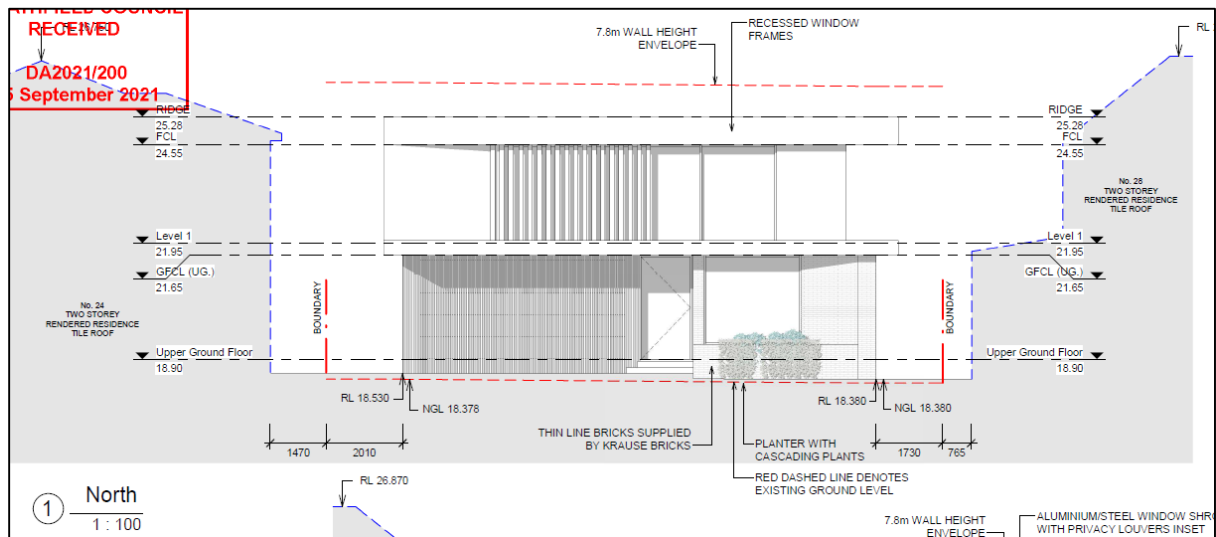 RECEIVED
DA2021/200
September 2021
RL
7.8m WALL HEIGHT
ENVELOPE
RECESSED WINDOW
FRAMES
RL
RIDGE
25.28
FCL
24.55
RIDGE
25.28
FCL
24.55
No. 28
TWO STOREY
RENDERED RESIDENCE
TILE ROOF
Level 1
21.95
GFCL (UG.)
21.65
Level 1
21.95
GFCL (UG.)
21.65
No. 24
TWO STOREY
RENDERED RESIDENCE
TILE ROOF
BOUNDARY
BOUNDARY
Upper Ground Floor
18.90
Upper Ground Floor
18.90
RL 18.530
NGL 18.378
RL 18.380
NGL 18.380
THIN LINE BRICKS SUPPLIED
BY KRAUSE BRICKS
PLANTER WITH
CASCADING PLANTS
RED DASHED LINE DENOTES
EXISTING GROUND LEVEL
1470
2010
1730
765
1
North
1 : 100
RL 26.870
7.8m WALL HEIGHT
ENVELOPE
ALUMINIUM/STEEL WINDOW SHR
WITH PRIVACY LOUVERS INSET